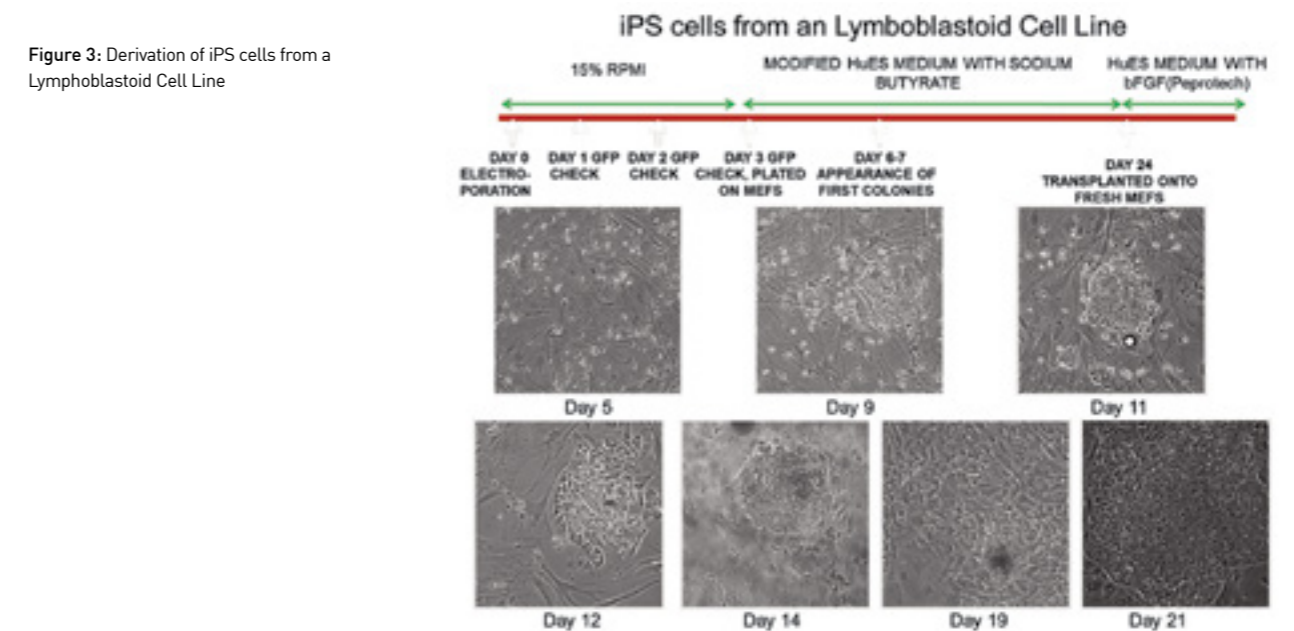 iPS cells from an Lymboblastoid Cell Line
Figure 3: Derivation of iPS cells from a
Lymphoblastoid Cell Line
15% RPMI
MODIFIED HuES MEDIUM WITH SODIUM
BUTYRATE
HuES MEDIUM WITH
bFGF(Peprotech)
DAY 0
ELECTRO-
PORATION
DAY 1 GFP
CHECK
DAY 2 GFP
CHECK
DAY 3 GFP
CHECK, PLATED
ON MEFS
DAY 6-7
APPEARANCE OF
FIRST COLONIES
DAY 24
TRANSPLANTED ONTO
FRESH MEFS
Day 5
Day 9
Day 11
Day 12
Day 14
Day 19
Day 21